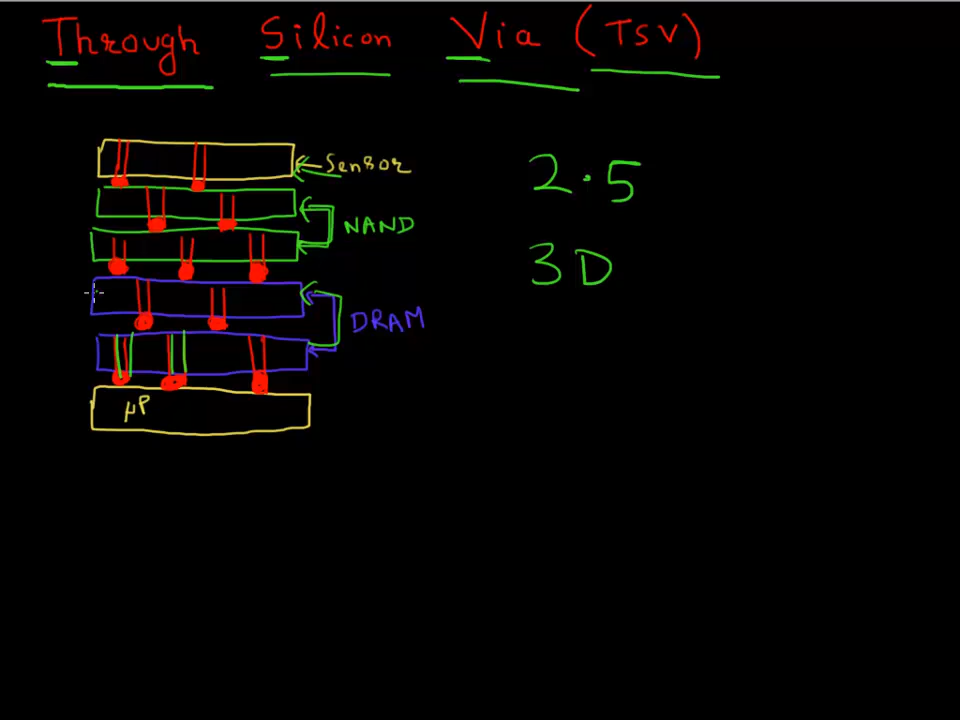 Through Silicon Via (TSV)
Sensor
2.5
NAND
3D
DRAM
μP